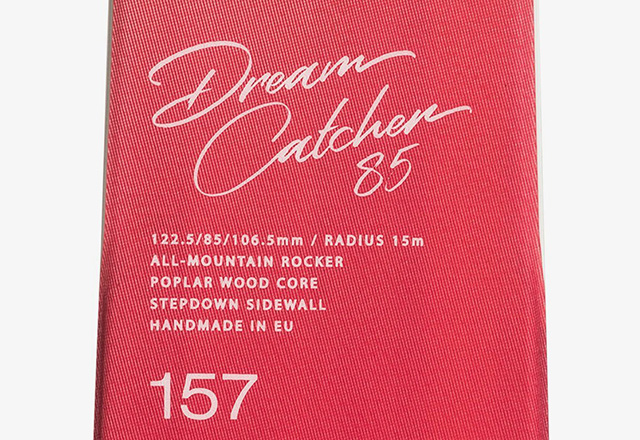 Dream
Catcher
85
122.5/85/106.5mm / RADIUS 15m
ALL-MOUNTAIN ROCKER
POPLAR WOOD CORE
STEPDOWN SIDEWALL
HANDMADE IN EU
157